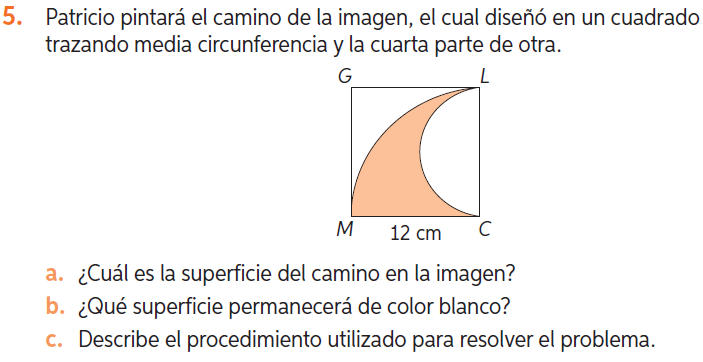 5. Patricio pintará el camino de la imagen, el cual diseñó en un cuadrado
trazando media circunferencia y la cuarta parte de otra.
G L
M 12 cm C
a. ¿Cuál es la superficie del camino en la imagen?
b. ¿Qué superficie permanecerá de color blanco?
c. Describe el procedimiento utilizado para resolver el problema.